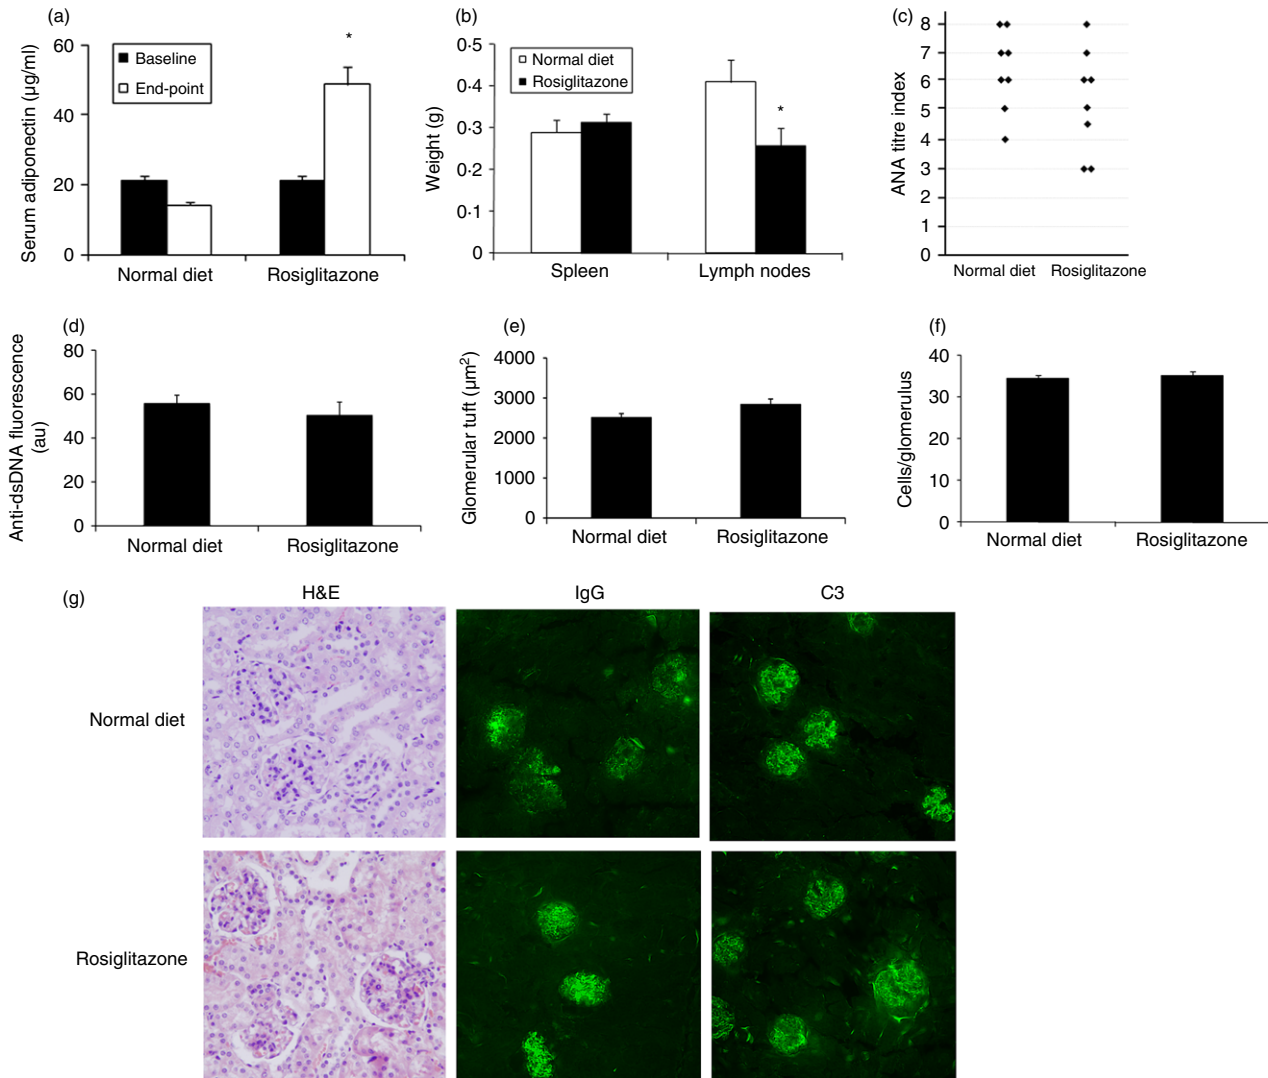 (a)
Serum adiponectin (μg/ml)
60
40
20
0
Baseline
End-point
*
Normal diet
Rosiglitazone
(b)
Weight (g)
0·5
0·4
0·3
0·2
0·1
0
Normal diet
Rosiglitazone
*
Spleen
Lymph nodes
(c)
ANA titre index
8
7
6
5
4
3
2
1
0
Normal diet
Rosiglitazone
(d)
Anti-dsDNA fluorescence
(au)
80
60
40
20
0
Normal diet
Rosiglitazone
(e)
Glomerular tuft (μm²)
4000
3000
2000
1000
0
Normal diet
Rosiglitazone
(f)
Cells/glomerulus
40
30
20
10
0
Normal diet
Rosiglitazone
(g)
H&E
IgG
C3
Normal diet
Rosiglitazone